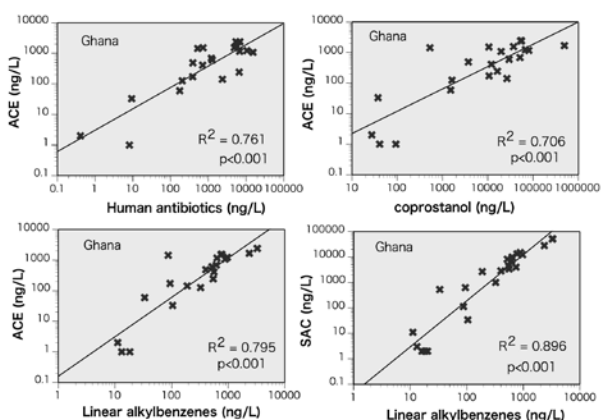 10000
1000
100
10
1
0.1
ACE (ng/L)
Ghana
R2 = 0.761
p<0.001
0.1 1 10 100 1000 10000 100000
Human antibiotics (ng/L)
10000
1000
100
10
1
0.1
ACE (ng/L)
Ghana
R2 = 0.706
p<0.001
10 100 1000 10000 100000 1000000
coprostanol (ng/L)
10000
1000
100
10
1
0.1
ACE (ng/L)
Ghana
R2 = 0.795
p<0.001
0.1 1 10 100 1000 10000
Linear alkylbenzenes (ng/L)
100000
10000
1000
100
10
1
0.1
SAC (ng/L)
Ghana
R2 = 0.896
p<0.001
1 10 100 1000 10000
Linear alkylbenzenes (ng/L)